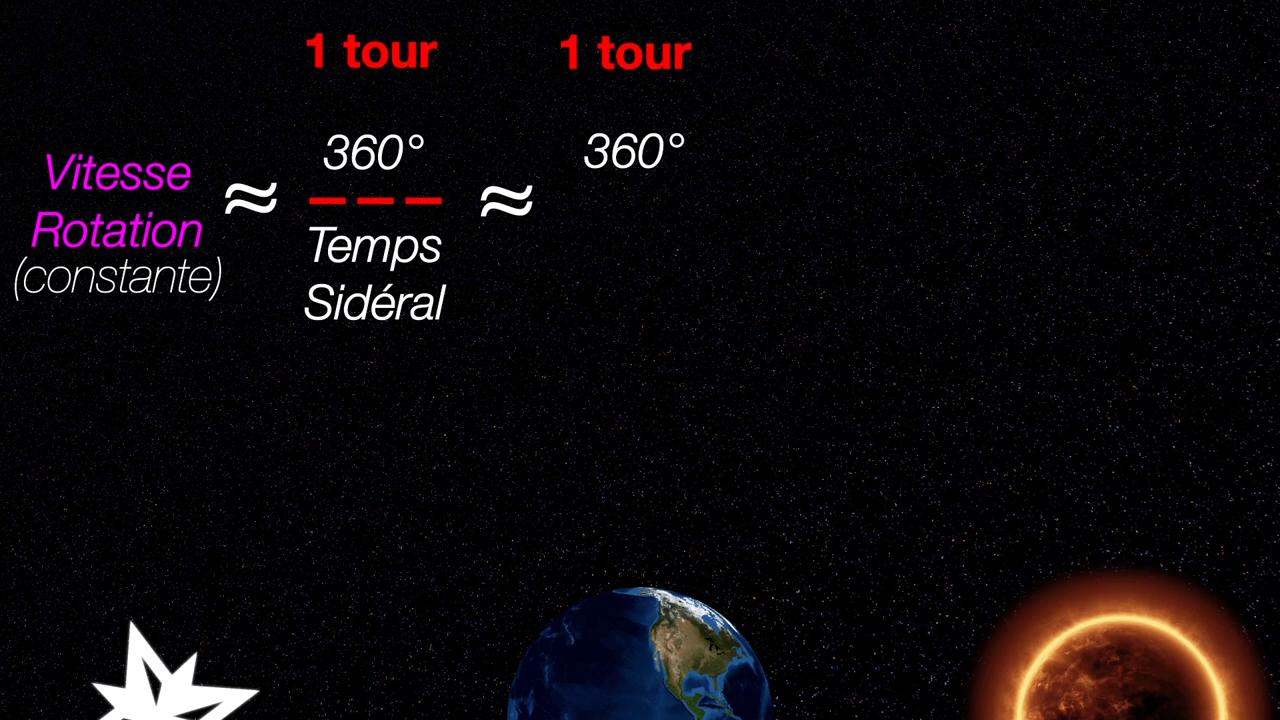 1 tour 1 tour
360° 360°
Vitesse
Rotation
(constante)
≈
Temps
Sidéral
≈